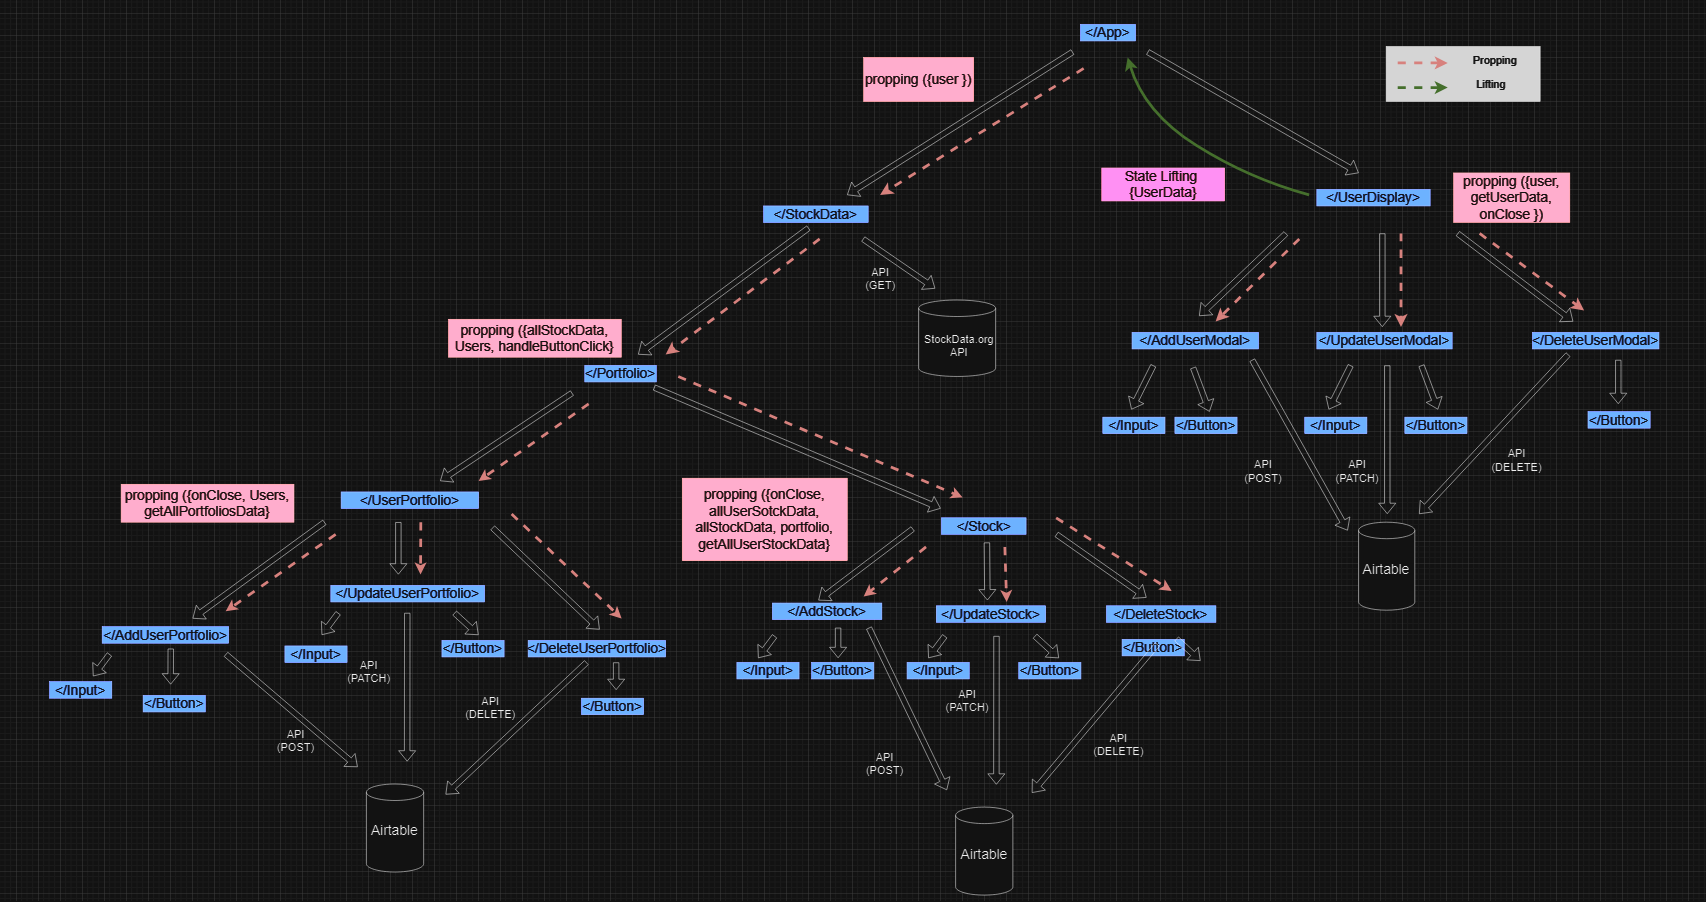 </App>
propping ({user })
Propping
Lifting
State Lifting
{UserData}
</UserDisplay>
propping ({user,
getUserData,
onClose })
</StockData>
API
(GET)
StockData.org
API
propping ({allStockData,
Users, handleButtonClick}
</Portfolio>
</AddUserModal>
</UpdateUserModal>
</DeleteUserModal>
</Input>
</Button>
</Input>
</Button>
</Button>
API
(POST)
API
(PATCH)
API
(DELETE)
Airtable
propping ({onClose, Users,
getAllPortfoliosData}
</UserPortfolio>
propping ({onClose,
allUserSotckData,
allStockData, portfolio,
getAllUserStockData}
</Stock>
</UpdateUserPortfolio>
</AddUserPortfolio>
</Input>
</Button>
</DeleteUserPortfolio>
</Input>
</Button>
</Button>
API
(PATCH)
API
(DELETE)
API
(POST)
Airtable
</AddStock>
</UpdateStock>
</DeleteStock>
</Button>
</Input>
</Button>
</Input>
</Button>
API
(PATCH)
API
(DELETE)
API
(POST)
Airtable